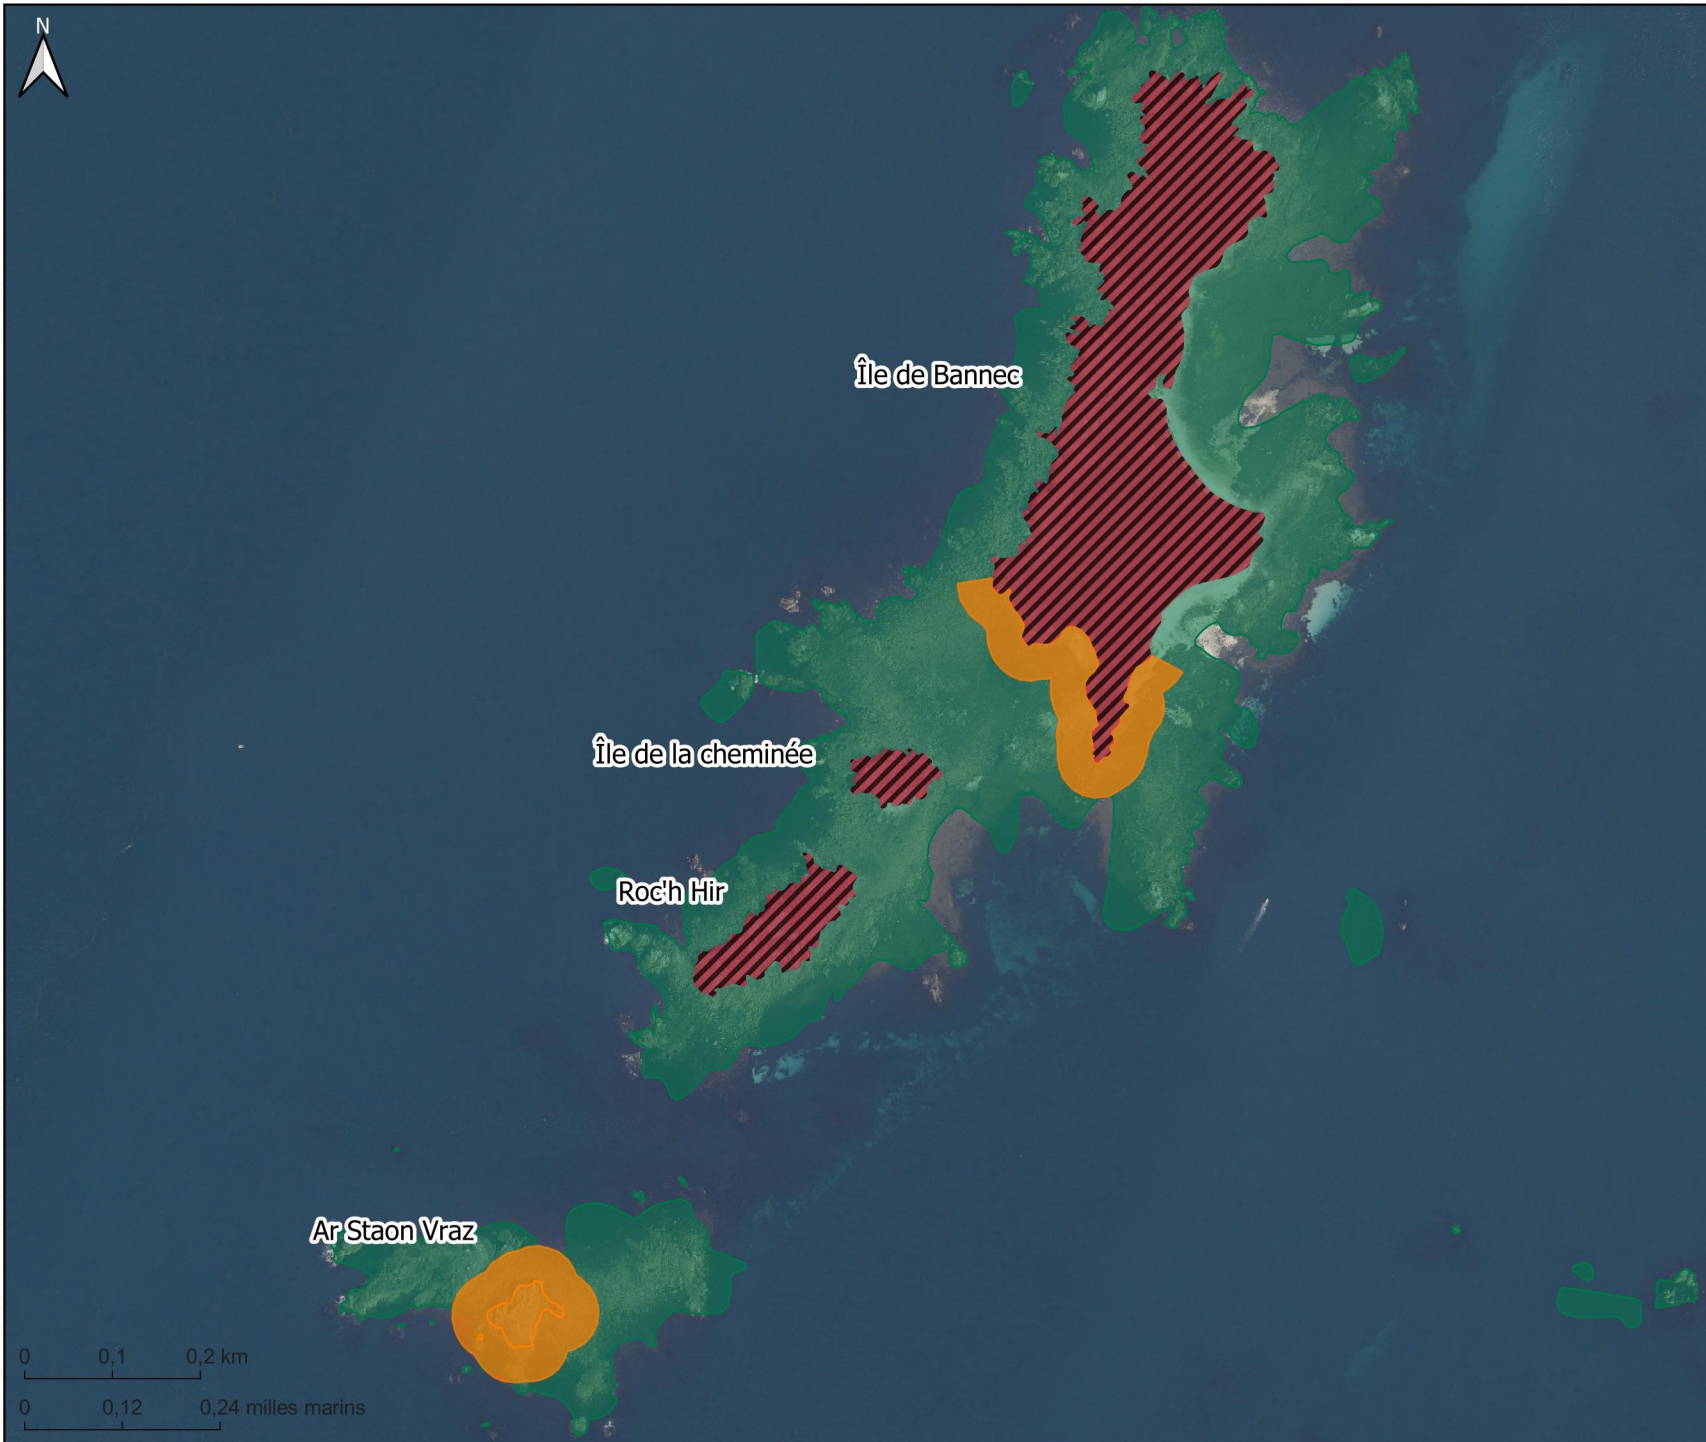 N
Île de Bannec
Île de la cheminée
Roc'h Hir
Ar Staon Vraz
0 0,1 0,2 km
0 0,12 0,24 milles marins